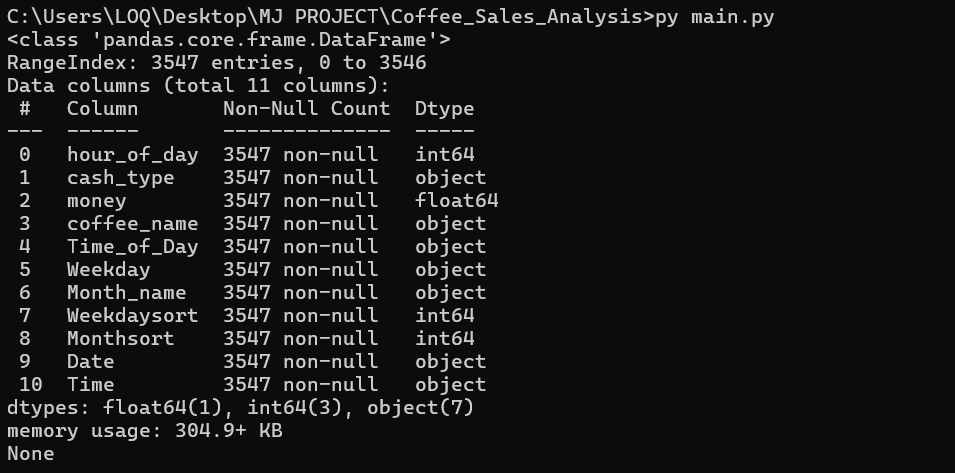 C:\Users\LOQ\Desktop\MJ PROJECT\Coffee_Sales_Analysis>py main.py
<class 'pandas.core.frame.DataFrame'>
RangeIndex: 3547 entries, 0 to 3546
Data columns (total 11 columns):
 #   Column       Non-Null Count  Dtype
---  ------       --------------  -----
 0   hour_of_day  3547 non-null   int64
 1   cash_type    3547 non-null   object
 2   money        3547 non-null   float64
 3   coffee_name  3547 non-null   object
 4   Time_of_Day  3547 non-null   object
 5   Weekday      3547 non-null   object
 6   Month_name   3547 non-null   object
 7   Weekdaysort  3547 non-null   int64
 8   Monthsort    3547 non-null   int64
 9   Date         3547 non-null   object
 10  Time         3547 non-null   object
dtypes: float64(1), int64(3), object(7)
memory usage: 304.9+ KB
None